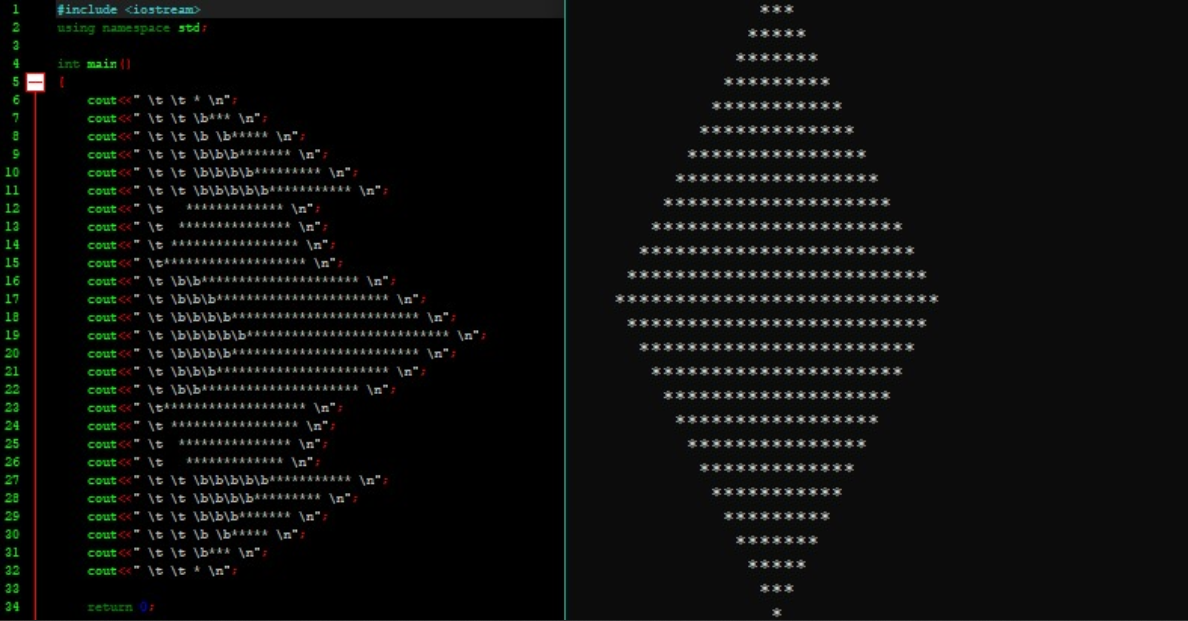 1 #include <iostream>
2 using namespace std;
3
4 int main()
5 {
6 cout<<" \t \t * \n";
7 cout<<" \t \t \b*** \n";
8 cout<<" \t \t \b \b***** \n";
9 cout<<" \t \t \b\b\b******* \n";
10 cout<<" \t \t \b\b\b\b********* \n";
11 cout<<" \t \t \b\b\b\b\b*********** \n";
12 cout<<" \t   ************* \n";
13 cout<<" \t  *************** \n";
14 cout<<" \t ***************** \n";
15 cout<<" \t******************* \n";
16 cout<<" \t \b\b********************* \n";
17 cout<<" \t \b\b\b*********************** \n";
18 cout<<" \t \b\b\b\b************************* \n";
19 cout<<" \t \b\b\b\b\b*************************** \n";
20 cout<<" \t \b\b\b\b************************* \n";
21 cout<<" \t \b\b\b*********************** \n";
22 cout<<" \t \b\b********************* \n";
23 cout<<" \t******************* \n";
24 cout<<" \t ***************** \n";
25 cout<<" \t  *************** \n";
26 cout<<" \t   ************* \n";
27 cout<<" \t \t \b\b\b\b\b*********** \n";
28 cout<<" \t \t \b\b\b\b********* \n";
29 cout<<" \t \t \b\b\b******* \n";
30 cout<<" \t \t \b \b***** \n";
31 cout<<" \t \t \b*** \n";
32 cout<<" \t \t * \n";
33
34 return 0;
***
*****
*******
*********
***********
*************
***************
*****************
*******************
*********************
***********************
*************************
***************************
*************************
***********************
*********************
*******************
*****************
***************
*************
***********
*********
*******
*****
***
*